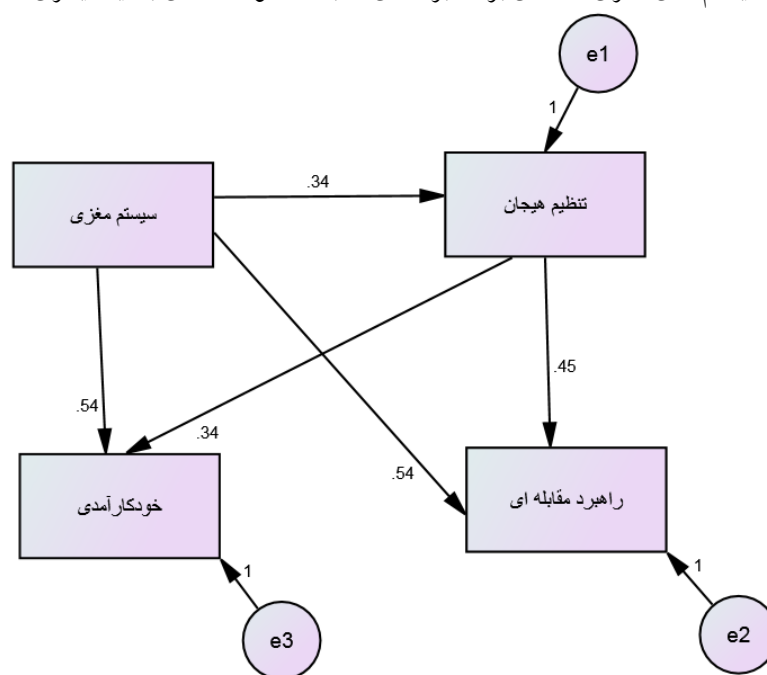 e1
1
تنظیم هیجان
.34
سیستم مغزی
.45
.54
.34
.54
راهبرد مقابله ای
خودکارآمدی
1
1
e3
e2